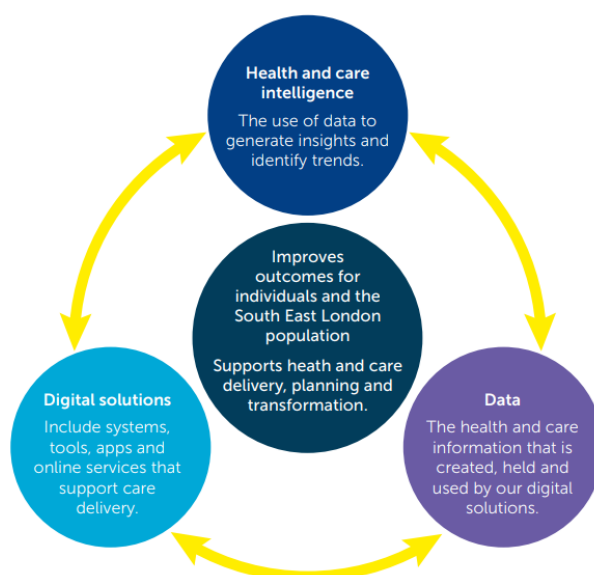 Health and care
intelligence
The use of data to
generate insights and
identify trends.
Improves
outcomes for
individuals and the
South East London
population
Supports heath and care
delivery, planning and
transformation.
Digital solutions
Include systems,
tools, apps and
online services that
support care
delivery.
Data
The health and care
information that is
created, held and
used by our digital
solutions.